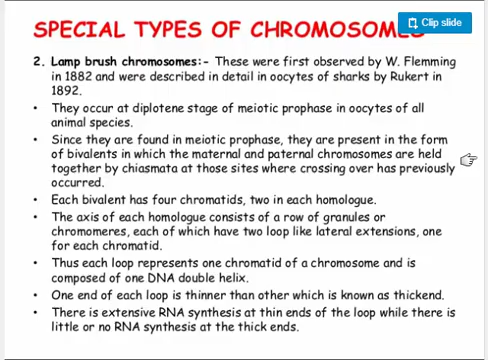 SPECIAL TYPES OF CHROMOSOMES
Clip slide
2. Lamp brush chromosomes:- These were first observed by W. Flemming
in 1882 and were described in detail in oocytes of sharks by Rukert in
1892.
• They occur at diplotene stage of meiotic prophase in oocytes of all
animal species.
• Since they are found in meiotic prophase, they are present in the form
of bivalents in which the maternal and paternal chromosomes are held
together by chiasmata at those sites where crossing over has previously
occurred.
• Each bivalent has four chromatids, two in each homologue.
• The axis of each homologue consists of a row of granules or
chromomeres, each of which have two loop like lateral extensions, one
for each chromatid.
• Thus each loop represents one chromatid of a chromosome and is
composed of one DNA double helix.
• One end of each loop is thinner than other which is known as thickend.
• There is extensive RNA synthesis at thin ends of the loop while there is
little or no RNA synthesis at the thick ends.